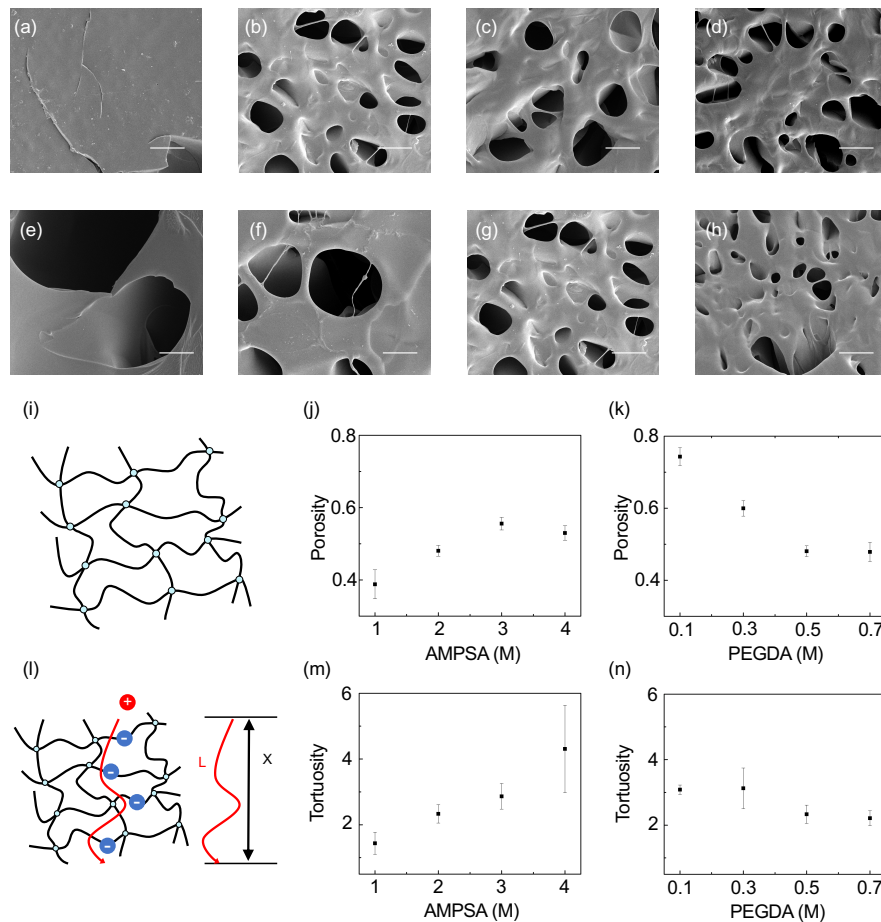 (a)
(b)
(c)
(d)
(e)
(f)
(g)
(h)
(i)
(j)
(k)
0.8
0.6
0.4
Porosity
1 2 3 4
AMPSA (M)
0.8
0.6
0.4
Porosity
0.1 0.3 0.5 0.7
PEGDA (M)
(l)
(m)
(n)
+
-
-
-
-
L
X
6
4
2
Tortuosity
1 2 3 4
AMPSA (M)
6
4
2
Tortuosity
0.1 0.3 0.5 0.7
PEGDA (M)